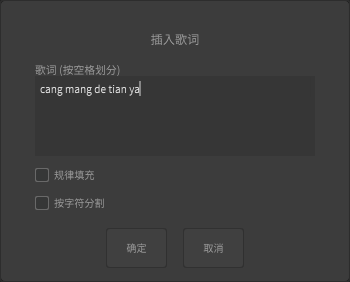 插入歌词
歌词 (按空格划分)
cang mang de tian ya
规律填充
按字符分割
确定
取消